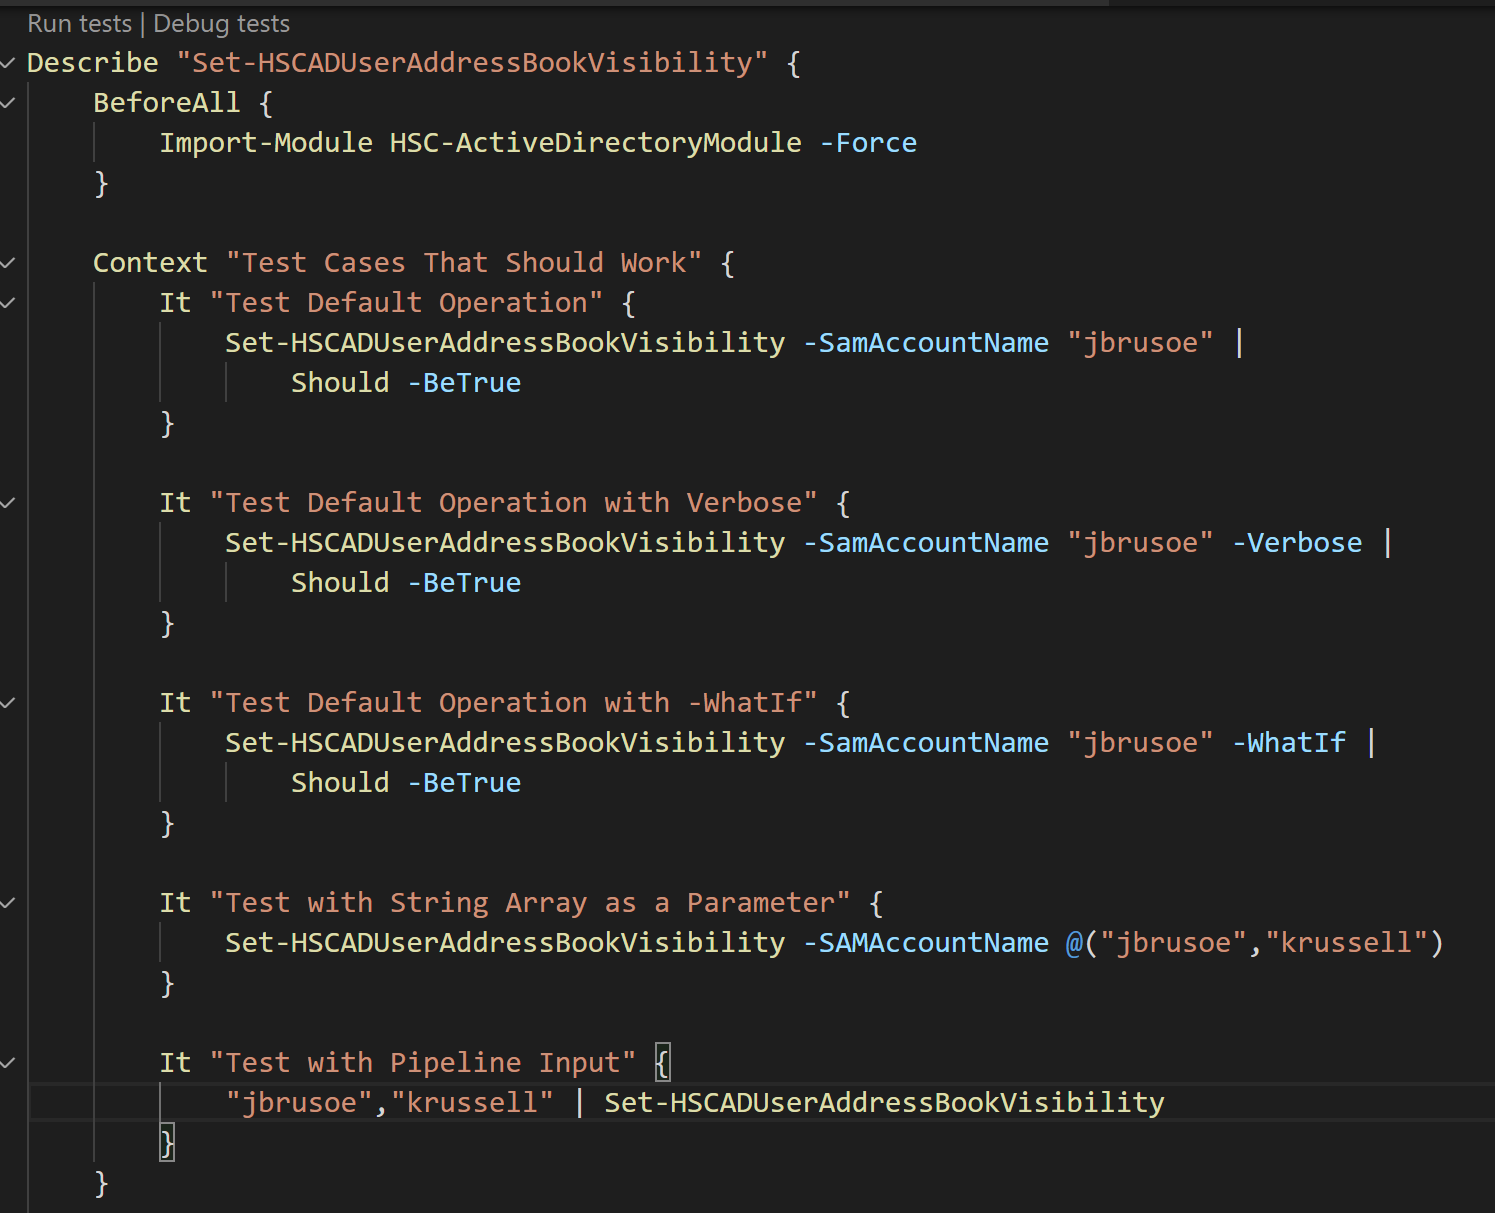 Run tests | Debug tests
Describe "Set-HSCADUserAddressBookVisibility" {
    BeforeAll {
        Import-Module HSC-ActiveDirectoryModule -Force
    }

    Context "Test Cases That Should Work" {
        It "Test Default Operation" {
            Set-HSCADUserAddressBookVisibility -SamAccountName "jbrusoe" |
                Should -BeTrue
        }

        It "Test Default Operation with Verbose" {
            Set-HSCADUserAddressBookVisibility -SamAccountName "jbrusoe" -Verbose |
                Should -BeTrue
        }

        It "Test Default Operation with -WhatIf" {
            Set-HSCADUserAddressBookVisibility -SamAccountName "jbrusoe" -WhatIf |
                Should -BeTrue
        }

        It "Test with String Array as a Parameter" {
            Set-HSCADUserAddressBookVisibility -SAMAccountName @("jbrusoe","krussell")
        }

        It "Test with Pipeline Input" {
            "jbrusoe","krussell" | Set-HSCADUserAddressBookVisibility
        }
    }